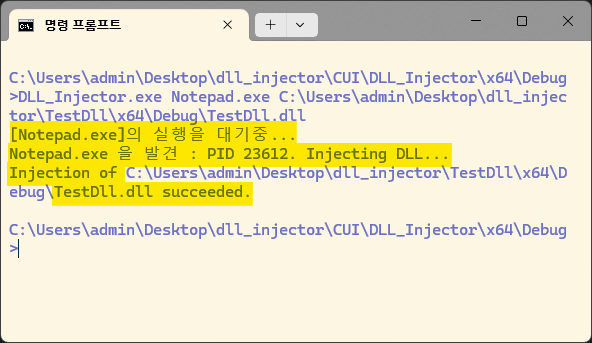 명령 프롬프트
C:\Users\admin\Desktop\dll_injector\CUI\DLL_Injector\x64\Debug
>DLL_Injector.exe Notepad.exe C:\Users\admin\Desktop\dll_injec
tor\TestDll\x64\Debug\TestDll.dll
[Notepad.exe]의 실행을 대기중...
Notepad.exe 을 발견 : PID 23612. Injecting DLL...
Injection of C:\Users\admin\Desktop\dll_injector\TestDll\x64\D
ebug\TestDll.dll succeeded.
C:\Users\admin\Desktop\dll_injector\CUI\DLL_Injector\x64\Debug
>